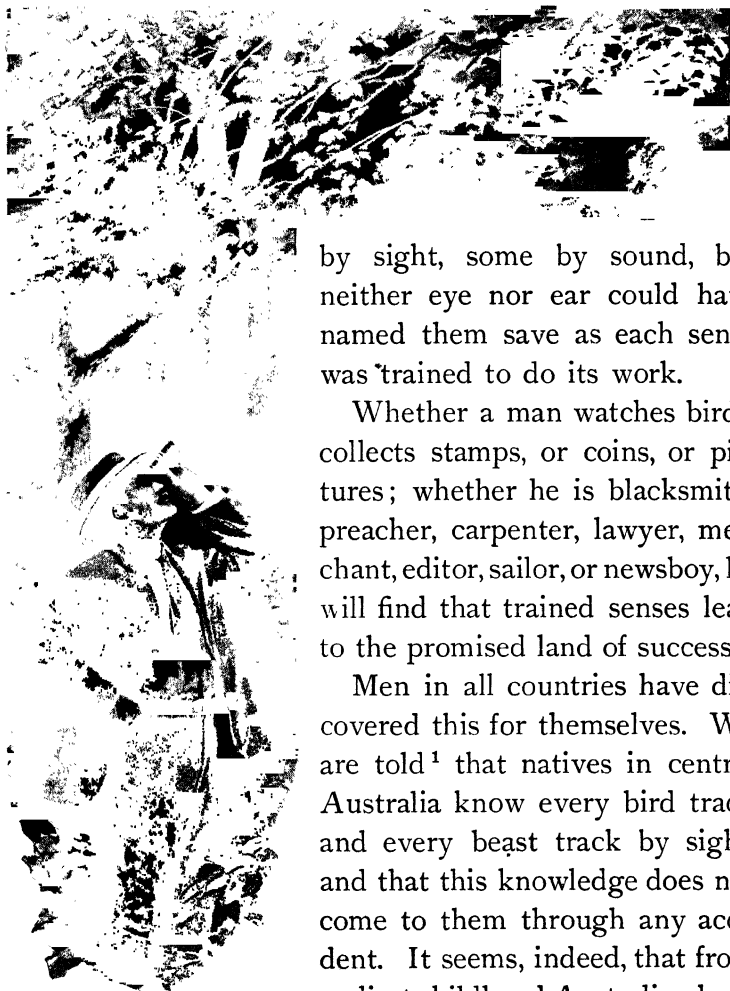 by sight, some by sound, b
neither eye nor ear could ha
named them save as each sen
was trained to do its work.
Whether a man watches bird
collects stamps, or coins, or pi
tures; whether he is blacksmit
preacher, carpenter, lawyer, me
chant, editor, sailor, or newsboy, h
will find that trained senses lea
to the promised land of success
Men in all countries have di
covered this for themselves. W
are told¹ that natives in centr
Australia know every bird trac
and every beast track by sigh
and that this knowledge does n
come to them through any acc
dent. It seems, indeed, that fro